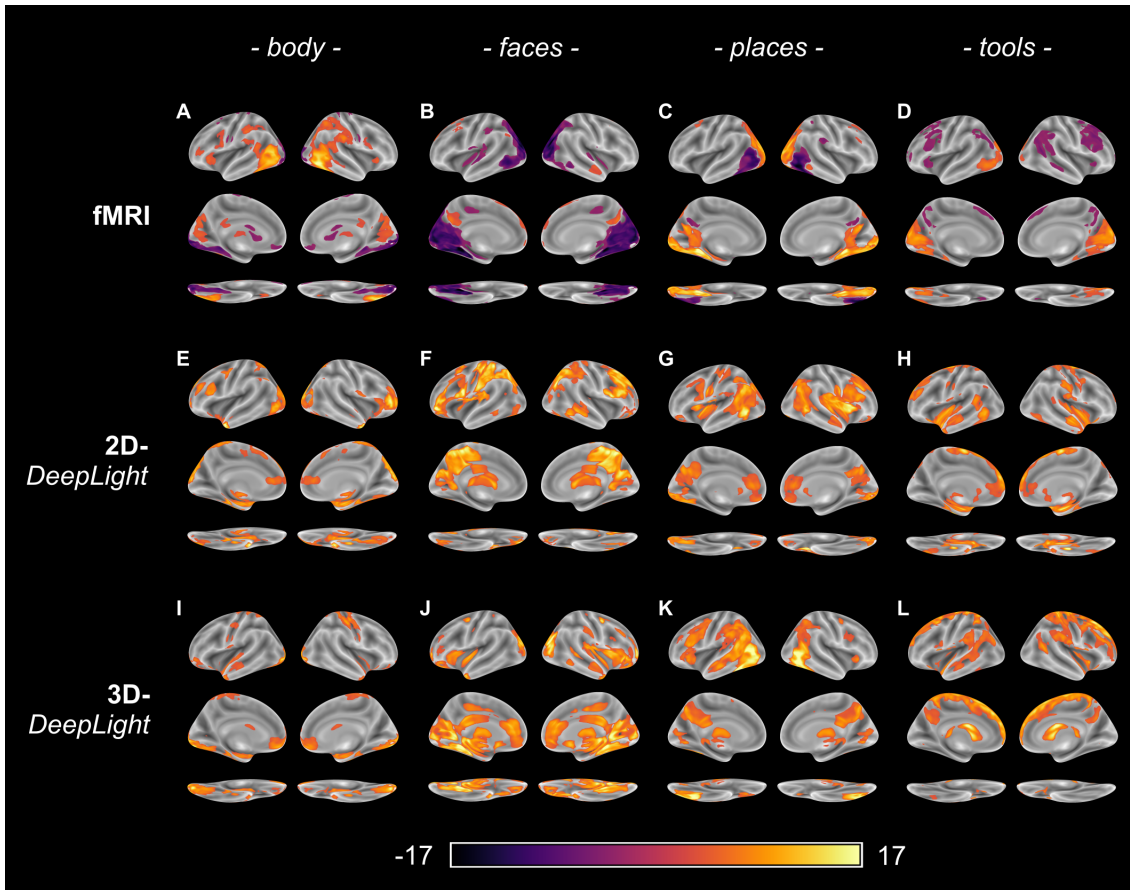 - body -
- faces -
- places -
- tools -
A
B
C
D
fMRI
E
F
G
H
2D-
DeepLight
I
J
K
L
3D-
DeepLight
-17
17